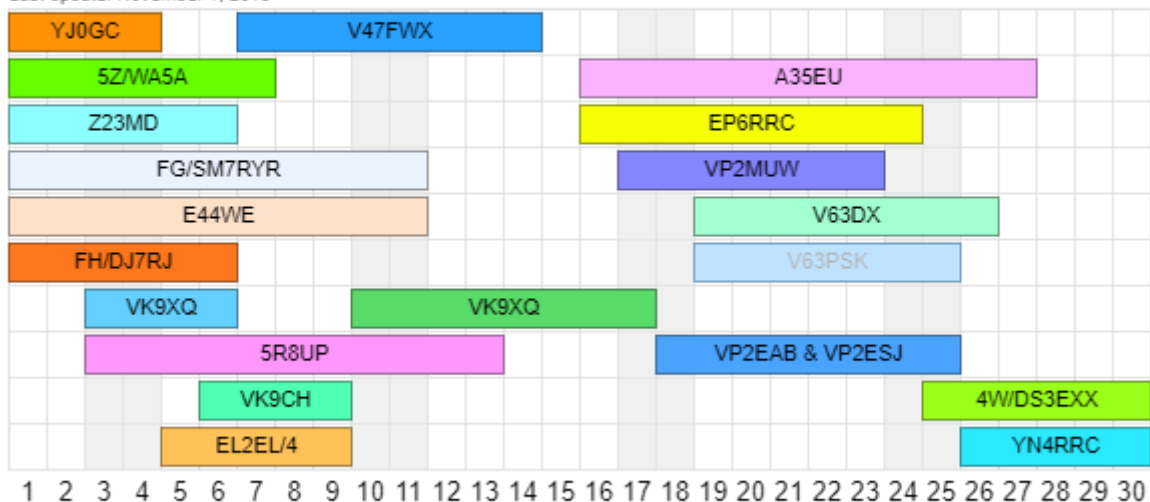 YJ0GC V47FWX
5Z/WA5A A35EU
Z23MD EP6RRC
FG/SM7RYR VP2MUW
E44WE V63DX
FH/DJ7RJ V63PSK
VK9XQ VK9XQ
5R8UP VP2EAB & VP2ESJ
VK9CH 4W/DS3EXX
EL2EL/4 YN4RRC
1 2 3 4 5 6 7 8 9 10 11 12 13 14 15 16 17 18 19 20 21 22 23 24 25 26 27 28 29 30